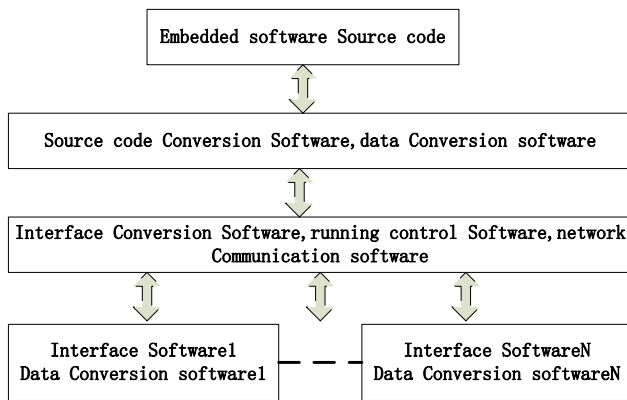 Embedded software Source code
Source code Conversion Software,data Conversion software
Interface Conversion Software,running control Software,network
Communication software
Interface Software1
Data Conversion software1
Interface SoftwareN
Data Conversion softwareN